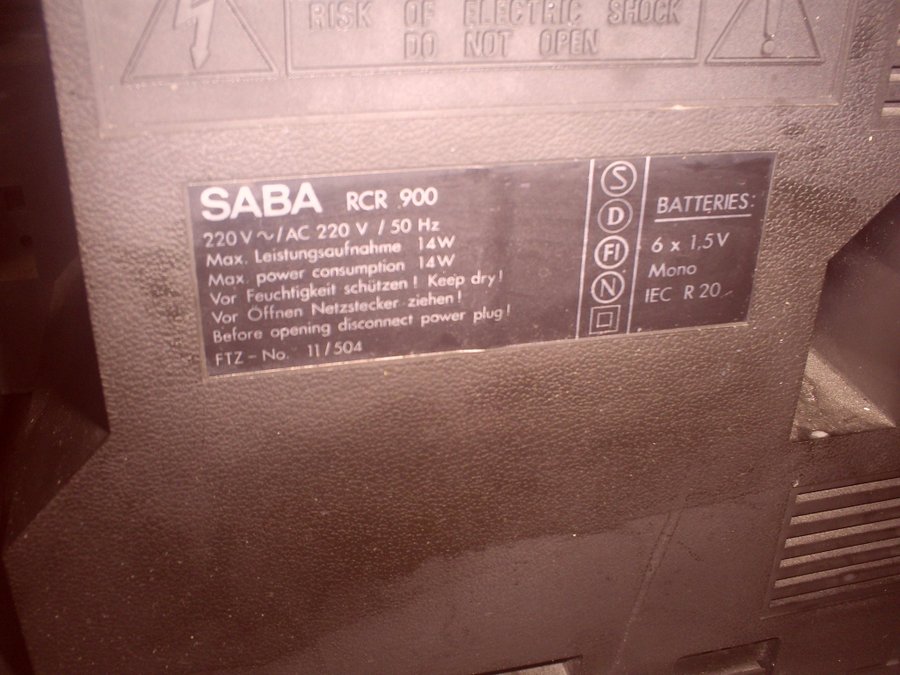 RISK OF ELECTRIC SHOCK
DO NOT OPEN
SABA RCR 900
220V ~/AC 220 V / 50 Hz
Max. Leistungsaufnahme 14W
Max. power consumption 14W
Vor Feuchtigkeit schützen! Keep dry!
Vor Öffnen Netzstecker ziehen!
Before opening disconnect power plug!
FTZ - No. 11/504
S
D
FI
N
BATTERIES:
6 x 1.5V
Mono
IEC R 20